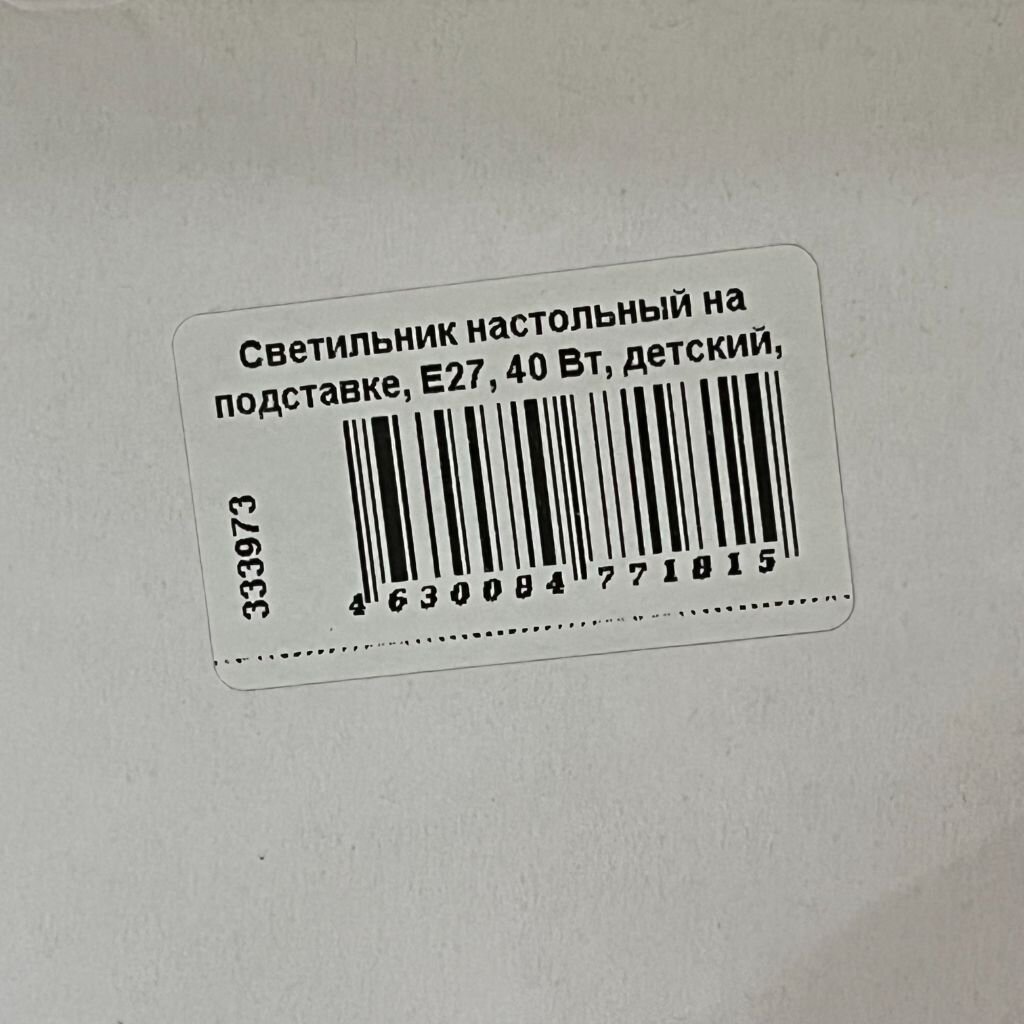 Светильник настольный на
подставке, E27, 40 Вт, детский,
333973
4 630084 771815